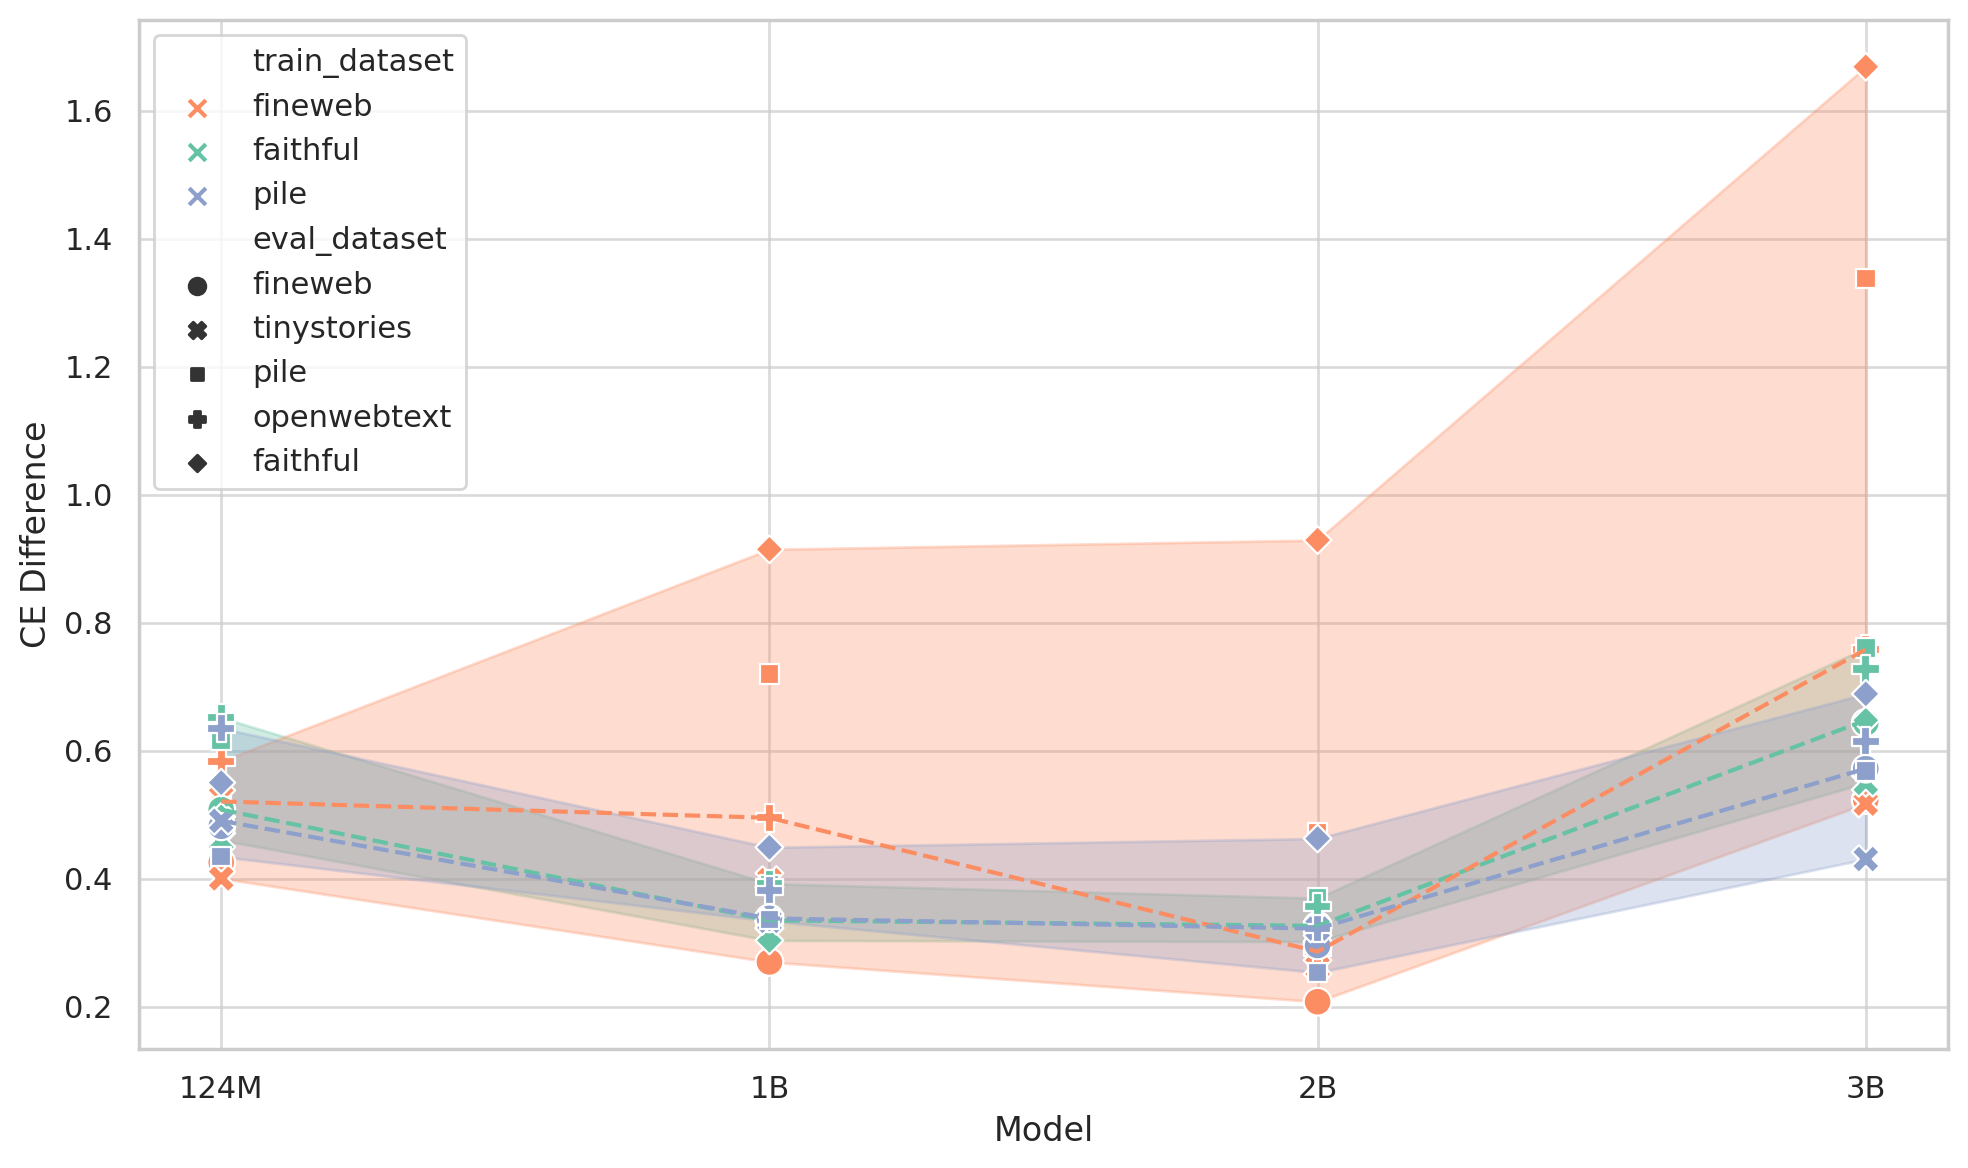 train_dataset
fineweb
faithful
pile
eval_dataset
fineweb
tinystories
pile
openwebtext
faithful
1.6
1.4
1.2
1.0
0.8
0.6
0.4
0.2
CE Difference
124M 1B 2B 3B
Model